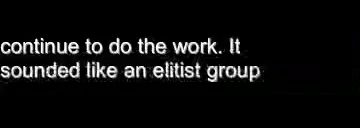 continue to do the work. It
sounded like an elitist group